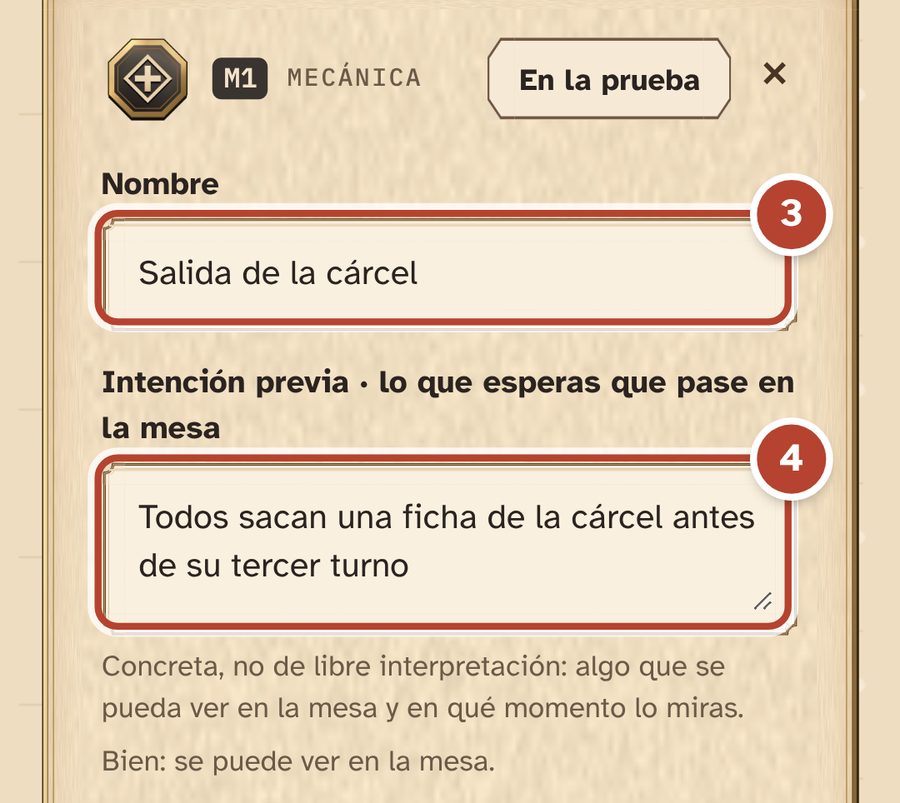 M1 MECÁNICA En la prueba ×
Nombre
3
Salida de la cárcel
Intención previa · lo que esperas que pase en
la mesa
4
Todos sacan una ficha de la cárcel antes
de su tercer turno
Concreta, no de libre interpretación: algo que se
pueda ver en la mesa y en qué momento lo miras.
Bien: se puede ver en la mesa.